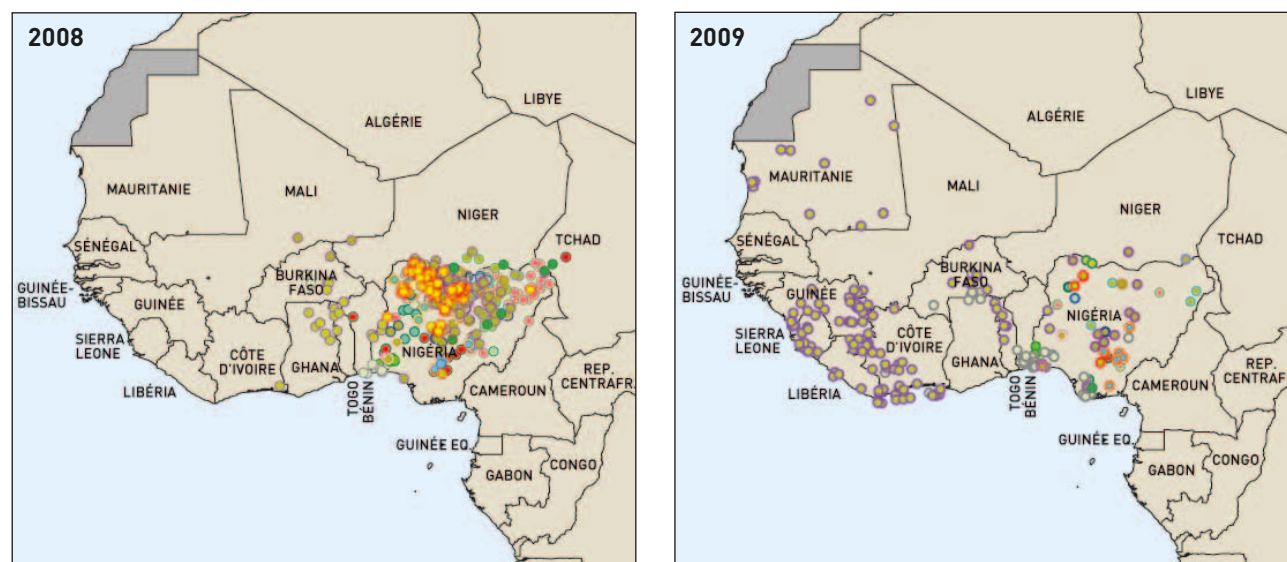 2008
LIBYE
ALGÉRIE
MAURITANIE
MALI
NIGER
TCHAD
SÉNÉGAL
BURKINA
FASO
GUINÉE-
BISSAU
GUINÉE
SIERRA
LEONE
CÔTE
D'IVOIRE
GHANA
NIGÉRIA
LIBÉRIA
TOGO
BÉNIN
CAMEROUN
REP.
CENTRAFR.
GUINÉE EQ.
GABON
CONGO
2009
LIBYE
ALGÉRIE
MAURITANIE
MALI
NIGER
TCHAD
SÉNÉGAL
BURKINA
FASO
GUINÉE-
BISSAU
GUINÉE
NIGÉRIA
SIERRA
LEONE
CÔTE
D'IVOIRE
GHANA
LIBÉRIA
TOGO
BÉNIN
CAMEROUN
REP.
CENTRAF
GUINÉE EQ.
GABON
CONGO